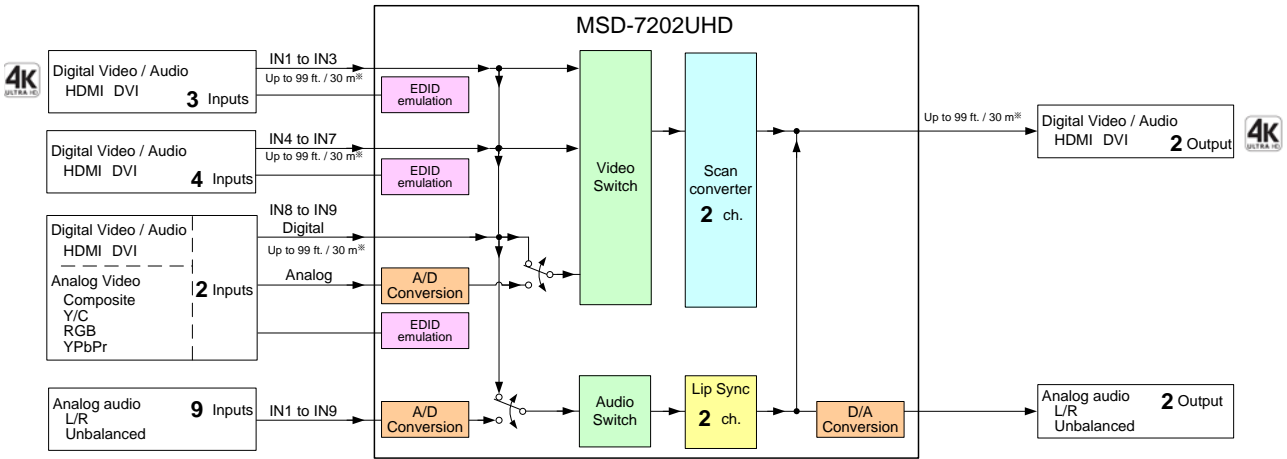 MSD-7202UHD
4K
ULTRA HD
Digital Video / Audio
HDMI DVI
3 Inputs
IN1 to IN3
Up to 99 ft. / 30 m※
EDID
emulation
Digital Video / Audio
HDMI DVI
4 Inputs
IN4 to IN7
Up to 99 ft. / 30 m※
EDID
emulation
Digital Video / Audio
HDMI DVI
Analog Video
Composite
Y/C
RGB
YPbPr
2 Inputs
IN8 to IN9
Digital
Up to 99 ft. / 30 m※
Analog
A/D
Conversion
EDID
emulation
Analog audio
L/R
Unbalanced
9 Inputs
IN1 to IN9
A/D
Conversion
Video
Switch
Scan
converter
2 ch.
Audio
Switch
Lip Sync
2 ch.
D/A
Conversion
Up to 99 ft. / 30 m※
Digital Video / Audio
HDMI DVI
2 Output
4K
ULTRA HD
Analog audio
L/R
Unbalanced
2 Output